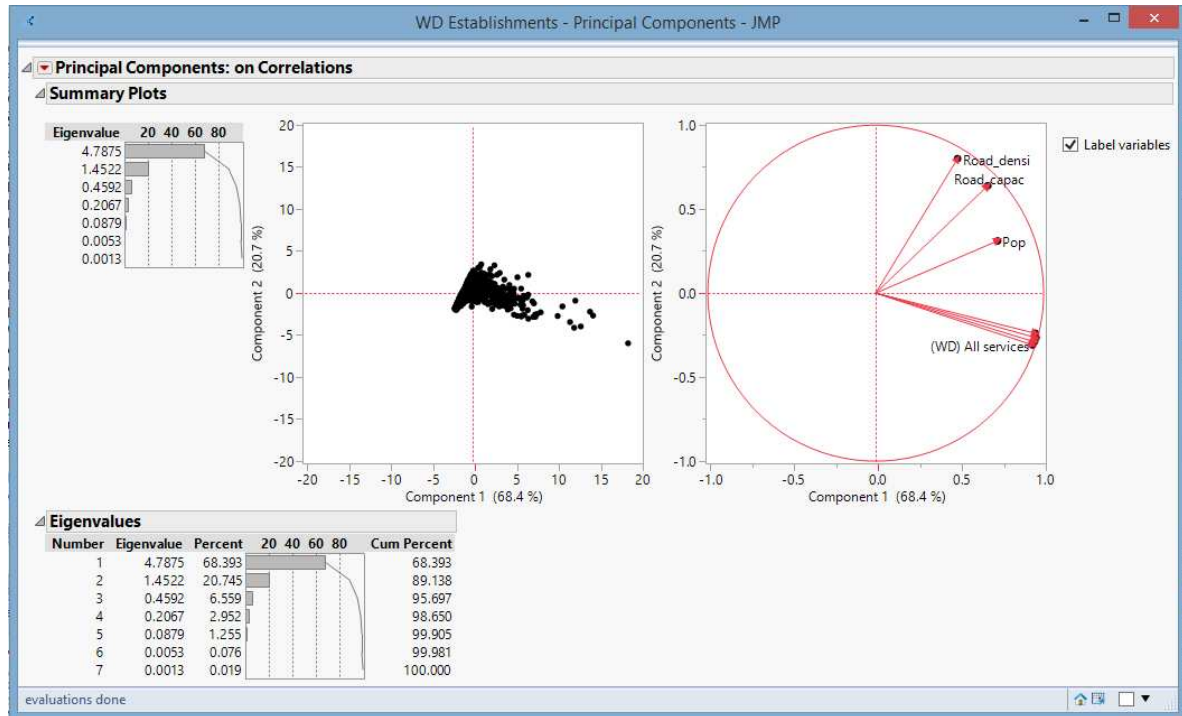 WD Establishments - Principal Components - JMP
Principal Components: on Correlations
Summary Plots
Eigenvalue 20 40 60 80
4.7875
1.4522
0.4592
0.2067
0.0879
0.0053
0.0013
20
10
5
0
-5
-10
-15
-20
Component 2 (20.7 %)
-20 -15 -10 -5 0 5 10 15 20
Component 1 (68.4 %)
1.0
0.5
0.0
-0.5
-1.0
Component 2 (20.7 %)
Road_densi
Road_capac
Pop
(WD) All services
-1.0 -0.5 0.0 0.5 1.0
Component 1 (68.4 %)
Label variables
Eigenvalues
Number Eigenvalue Percent 20 40 60 80 Cum Percent
1 4.7875 68.393 68.393
2 1.4522 20.745 89.138
3 0.4592 6.559 95.697
4 0.2067 2.952 98.650
5 0.0879 1.255 99.905
6 0.0053 0.076 99.981
7 0.0013 0.019 100.000
evaluations done